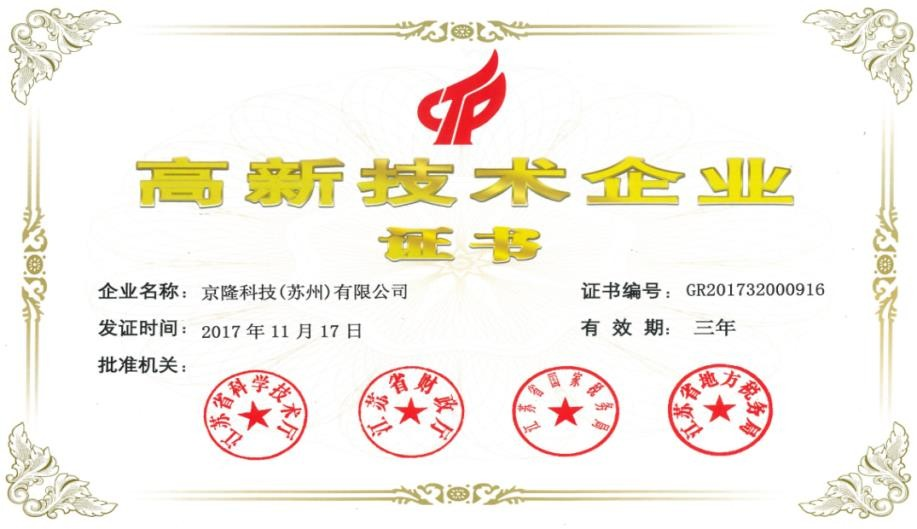 高新技术企业
证书
企业名称：京隆科技(苏州)有限公司
证书编号：GR201732000916
发证时间：2017年11月17日
有效期：三年
批准机关：
江苏省科学技术厅
江苏省财政厅
江苏省国家税务局
江苏省地方税务局